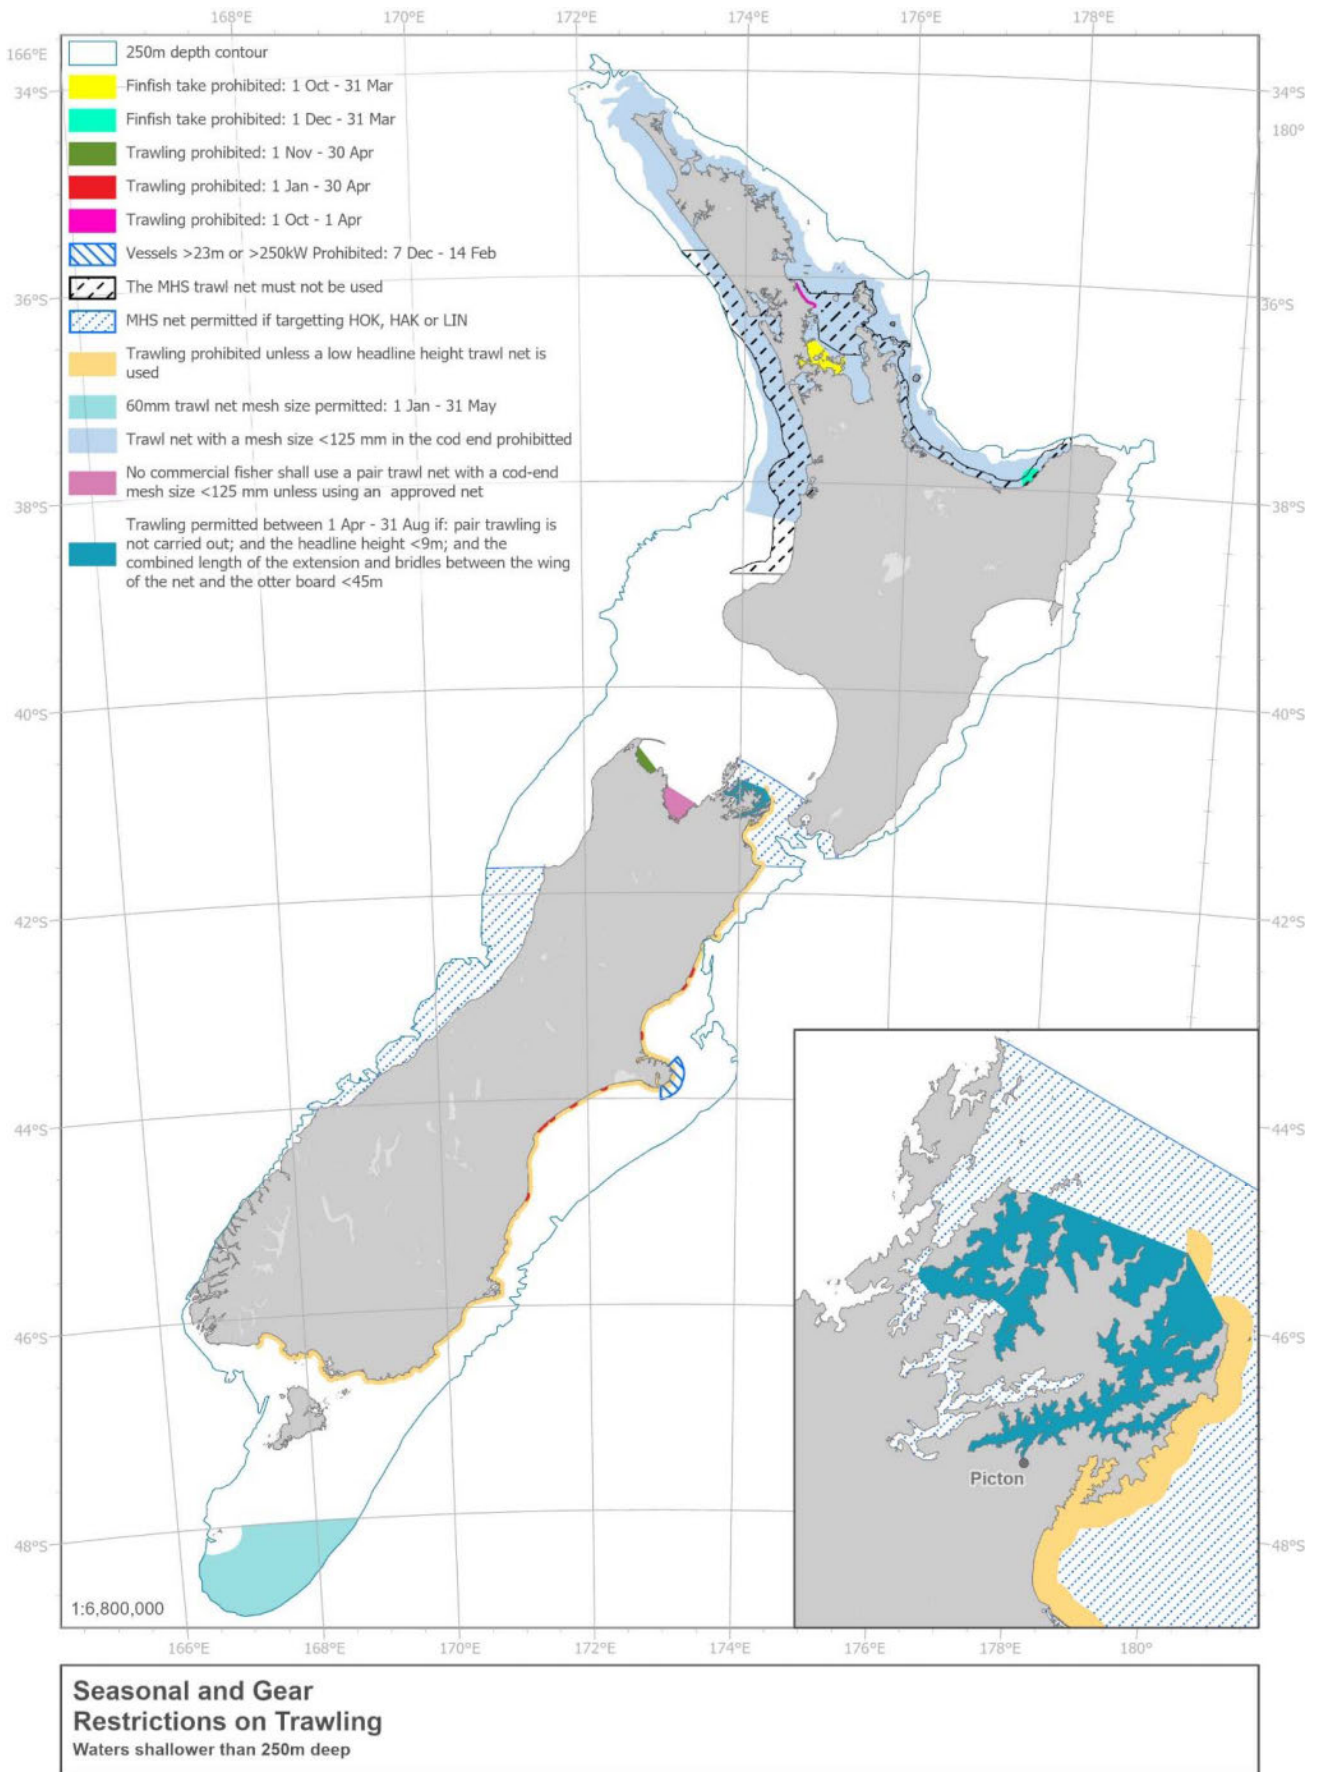 168°E 170°E 172°E 174°E 176°E 178°E
166°E
34°S
34°S
180°
250m depth contour
Finfish take prohibited: 1 Oct - 31 Mar
Finfish take prohibited: 1 Dec - 31 Mar
Trawling prohibited: 1 Nov - 30 Apr
Trawling prohibited: 1 Jan - 30 Apr
Trawling prohibited: 1 Oct - 1 Apr
Vessels >23m or >250kW Prohibited: 7 Dec - 14 Feb
The MHS trawl net must not be used
MHS net permitted if targetting HOK, HAK or LIN
Trawling prohibited unless a low headline height trawl net is
used
60mm trawl net mesh size permitted: 1 Jan - 31 May
Trawl net with a mesh size <125 mm in the cod end prohibitted
No commercial fisher shall use a pair trawl net with a cod-end
mesh size <125 mm unless using an approved net
Trawling permitted between 1 Apr - 31 Aug if: pair trawling is
not carried out; and the headline height <9m; and the
combined length of the extension and bridles between the wing
of the net and the otter board <45m
36°S
36°S
38°S
38°S
40°S
40°S
42°S
42°S
44°S
44°S
46°S
46°S
Picton
48°S
48°S
1:6,800,000
166°E 168°E 170°E 172°E 174°E 176°E 178°E 180°
Seasonal and Gear
Restrictions on Trawling
Waters shallower than 250m deep